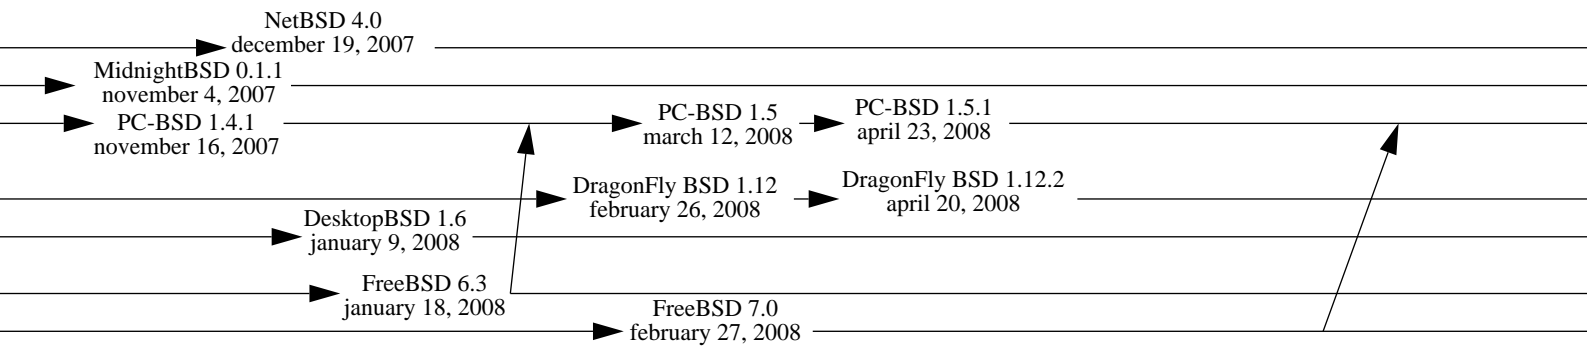 NetBSD 4.0
december 19, 2007
MidnightBSD 0.1.1
november 4, 2007
PC-BSD 1.4.1
november 16, 2007
PC-BSD 1.5
march 12, 2008
PC-BSD 1.5.1
april 23, 2008
DragonFly BSD 1.12
february 26, 2008
DragonFly BSD 1.12.2
april 20, 2008
DesktopBSD 1.6
january 9, 2008
FreeBSD 6.3
january 18, 2008
FreeBSD 7.0
february 27, 2008